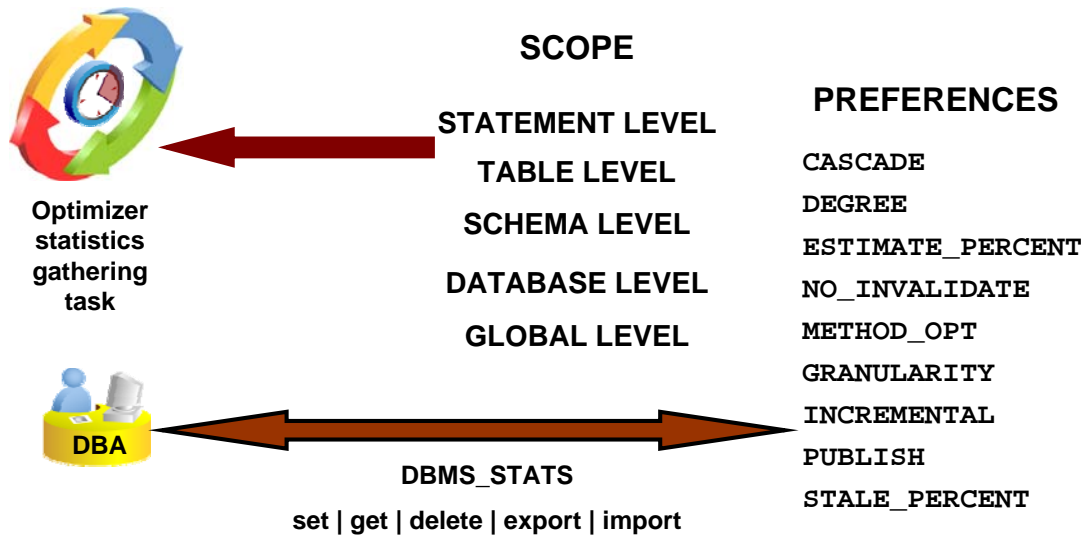 SCOPE
PREFERENCES
STATEMENT LEVEL
TABLE LEVEL
SCHEMA LEVEL
DATABASE LEVEL
GLOBAL LEVEL
Optimizer
statistics
gathering
task
CASCADE
DEGREE
ESTIMATE_PERCENT
NO_INVALIDATE
METHOD_OPT
GRANULARITY
INCREMENTAL
PUBLISH
STALE_PERCENT
DBA
DBMS_STATS
set | get | delete | export | import